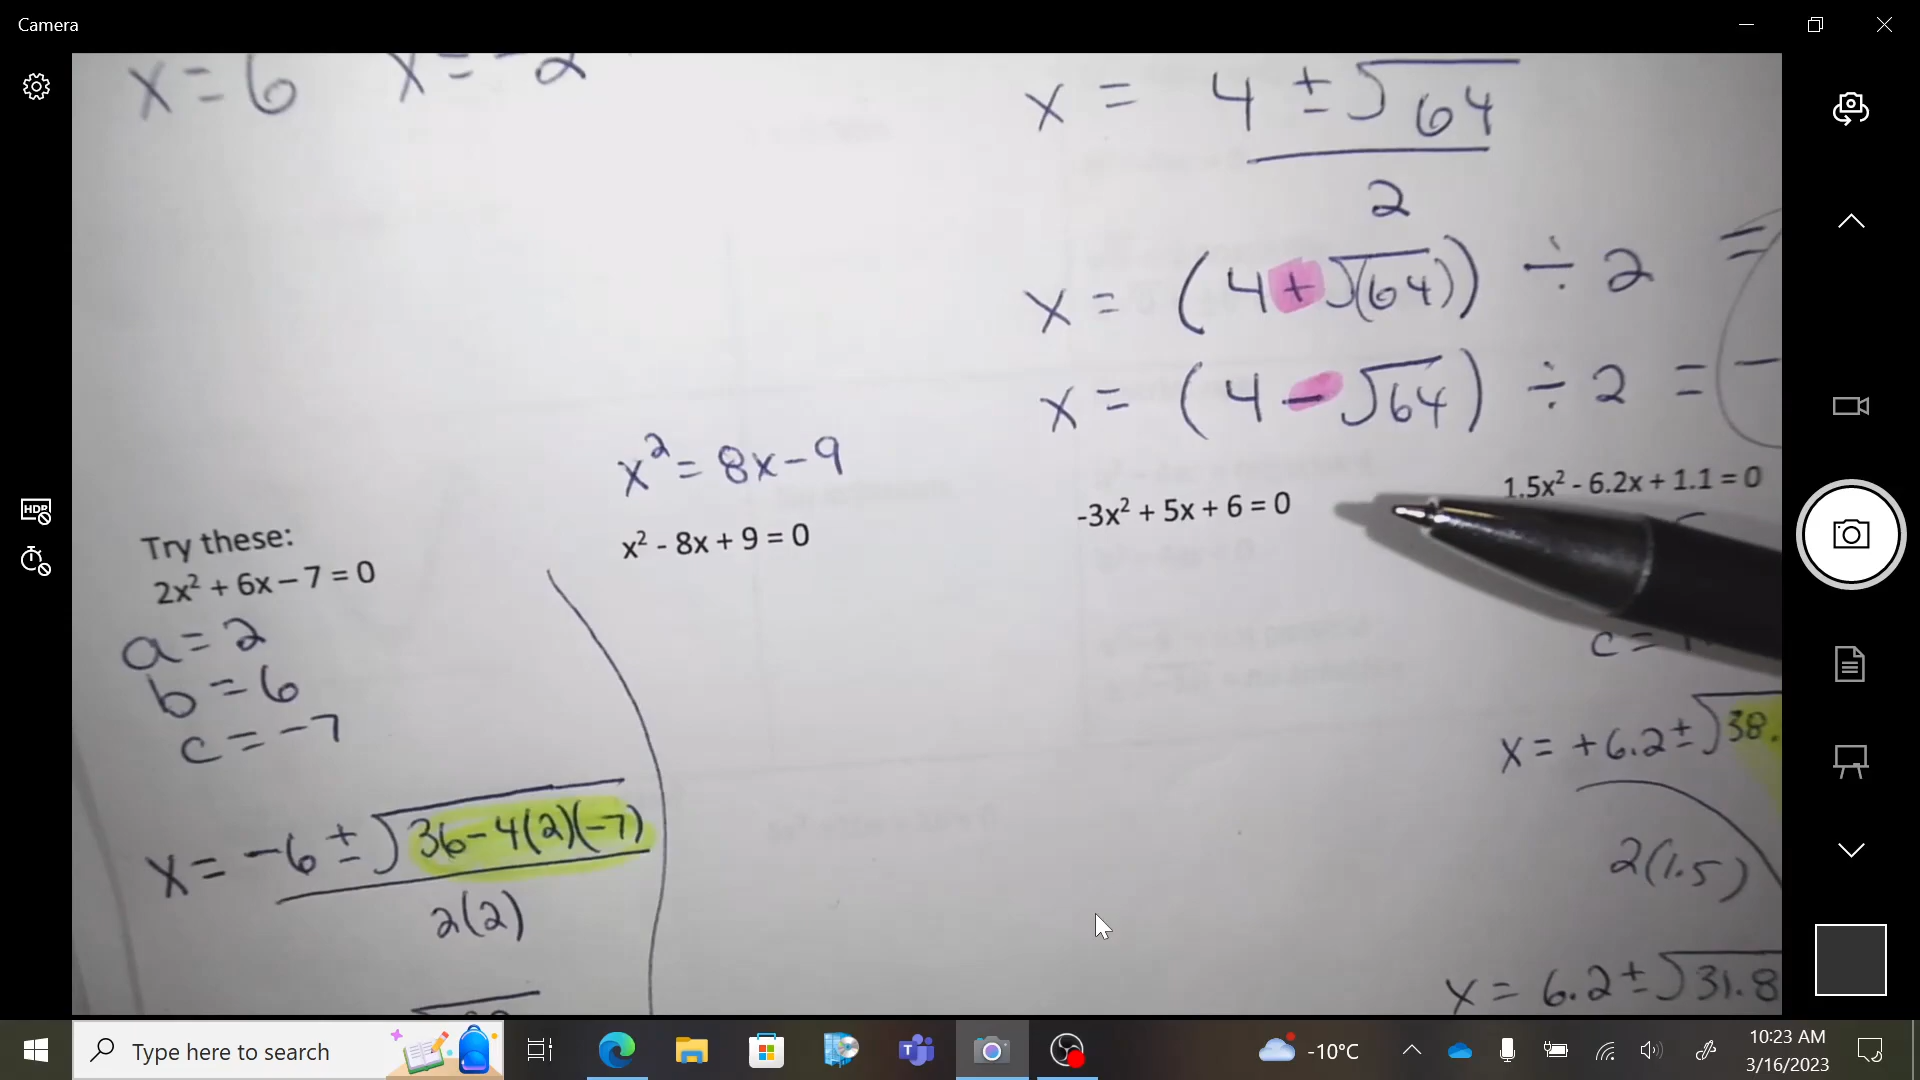 Camera
x = 6 x = -2
x = 4 ± √64
2
x = (4 + √(64)) ÷ 2 =
x = (4 - √64) ÷ 2 = -
x² = 8x - 9
Try these:
2x² + 6x – 7 = 0
x² - 8x + 9 = 0
-3x² + 5x + 6 = 0
1.5x² - 6.2x + 1.1 = 0
a = 2
b = 6
c = -7
x = -6 ± √36 - 4(2)(-7)
2(2)
c = 1.
x = +6.2 ± √38.
2(1.5)
x = 6.2 ± √31.8
Type here to search
-10°C
10:23 AM
3/16/2023